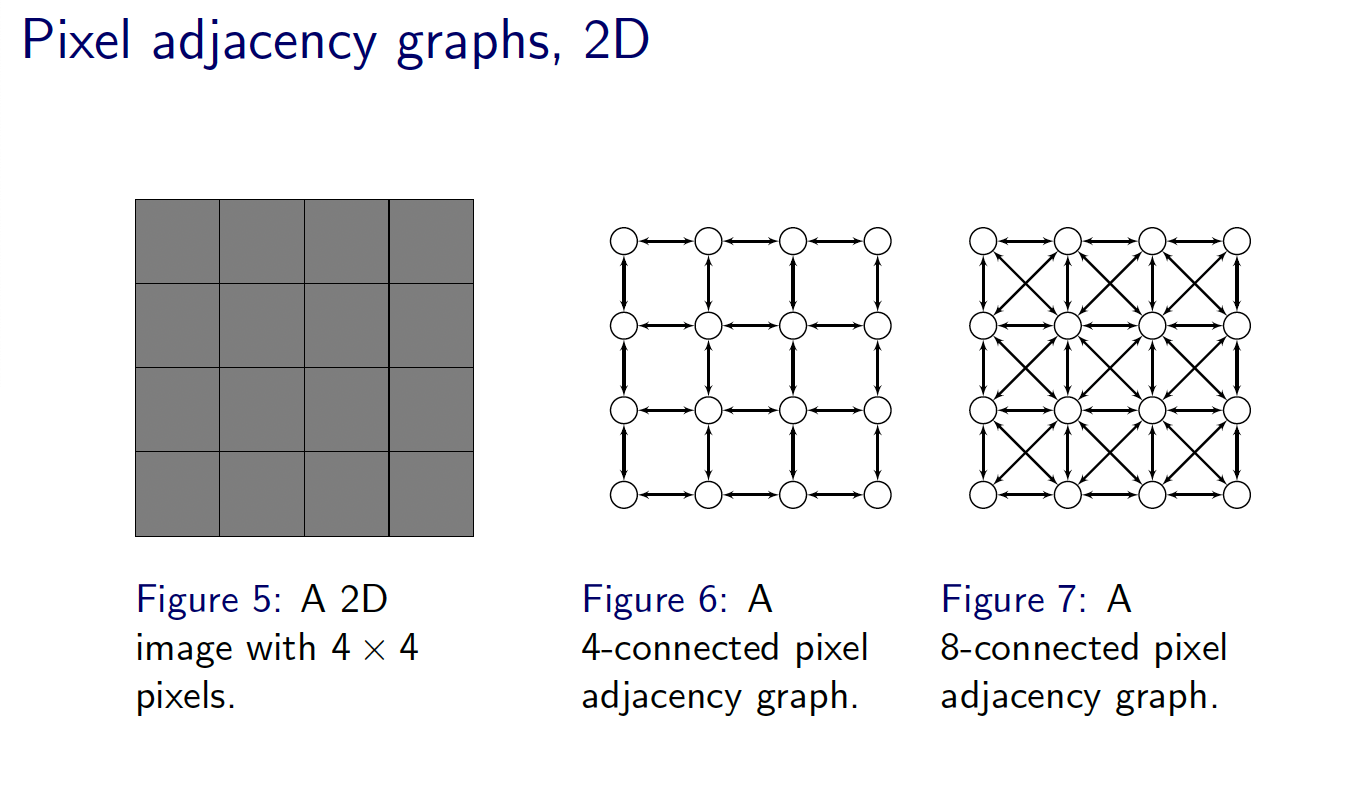 Pixel adjacency graphs, 2D
Figure 5: A 2D
image with 4 × 4
pixels.
Figure 6: A
4-connected pixel
adjacency graph.
Figure 7: A
8-connected pixel
adjacency graph.